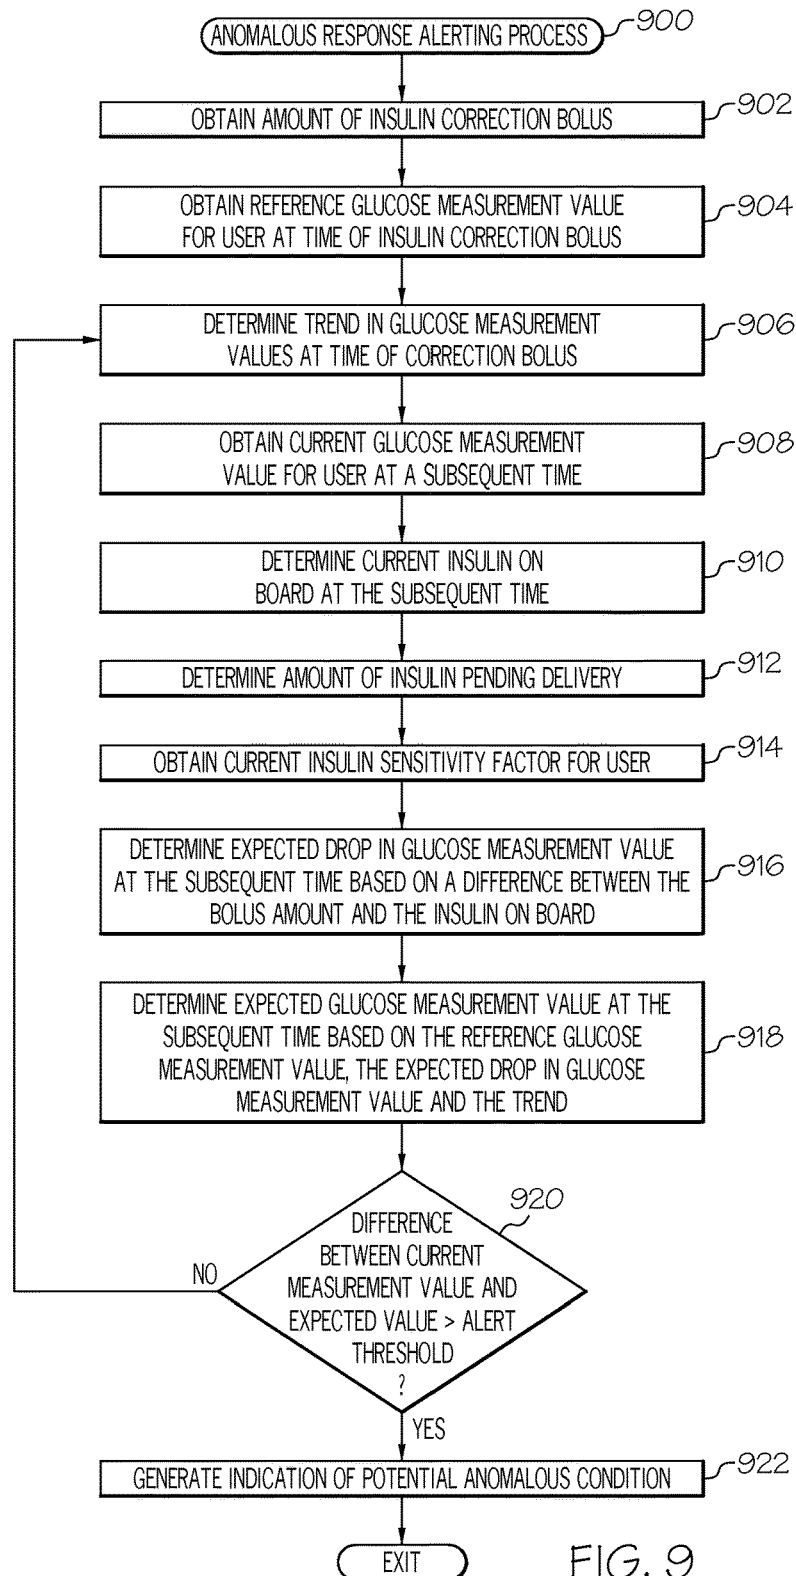 ANOMALOUS RESPONSE ALERTING PROCESS
900
OBTAIN AMOUNT OF INSULIN CORRECTION BOLUS
902
OBTAIN REFERENCE GLUCOSE MEASUREMENT VALUE
FOR USER AT TIME OF INSULIN CORRECTION BOLUS
904
DETERMINE TREND IN GLUCOSE MEASUREMENT
VALUES AT TIME OF CORRECTION BOLUS
906
OBTAIN CURRENT GLUCOSE MEASUREMENT
VALUE FOR USER AT A SUBSEQUENT TIME
908
DETERMINE CURRENT INSULIN ON
BOARD AT THE SUBSEQUENT TIME
910
DETERMINE AMOUNT OF INSULIN PENDING DELIVERY
912
OBTAIN CURRENT INSULIN SENSITIVITY FACTOR FOR USER
914
DETERMINE EXPECTED DROP IN GLUCOSE MEASUREMENT VALUE
AT THE SUBSEQUENT TIME BASED ON A DIFFERENCE BETWEEN THE
BOLUS AMOUNT AND THE INSULIN ON BOARD
916
DETERMINE EXPECTED GLUCOSE MEASUREMENT VALUE AT THE
SUBSEQUENT TIME BASED ON THE REFERENCE GLUCOSE
MEASUREMENT VALUE, THE EXPECTED DROP IN GLUCOSE
MEASUREMENT VALUE AND THE TREND
918
920
DIFFERENCE
BETWEEN CURRENT
MEASUREMENT VALUE AND
EXPECTED VALUE > ALERT
THRESHOLD
?
NO
YES
GENERATE INDICATION OF POTENTIAL ANOMALOUS CONDITION
922
EXIT
FIG. 9